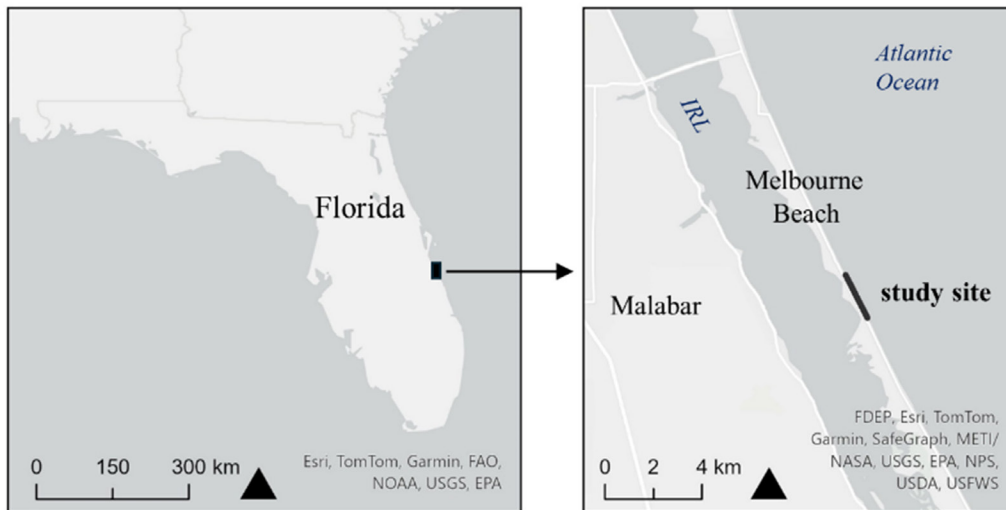 Florida
0 150 300 km
Esri, TomTom, Garmin, FAO,
NOAA, USGS, EPA
Atlantic
Ocean
IRL
Melbourne
Beach
study site
Malabar
FDEP, Esri, TomTom,
Garmin, SafeGraph, METI/
NASA, USGS, EPA, NPS,
USDA, USFWS
0 2 4 km